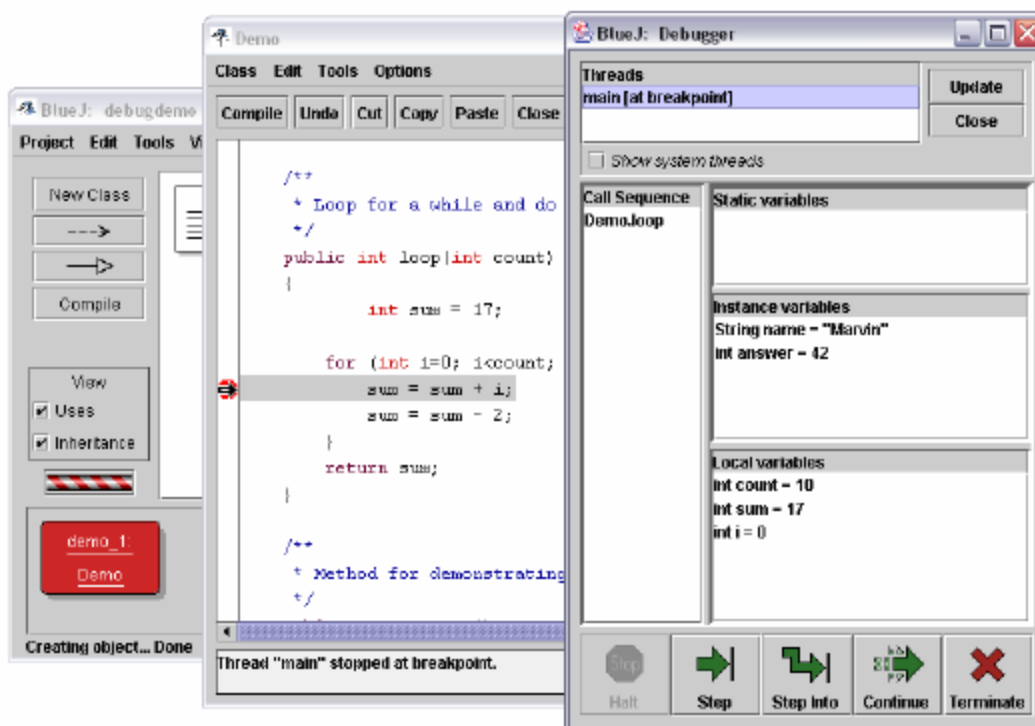 BlueJ: debugdemo
Project Edit Tools
New Class
Compile
View
Uses
Inheritance
demo_1:
Demo
Creating object... Done
Demo
Class Edit Tools Options
Compile Undo Cut Copy Paste Close
/**
* Loop for a while and do
*/
public int loop(int count)
{
int sum = 17;
for (int i=0; i<count;
sum = sum + i;
sum = sum - 2;
}
return sum;
}
/**
* Method for demonstrating
*/
Thread "main" stopped at breakpoint.
BlueJ: Debugger
Threads
main [at breakpoint]
Update
Close
Show system threads
Call Sequence
Demo.loop
Static variables
Instance variables
String name = "Marvin"
int answer = 42
Local variables
int count = 10
int sum = 17
int i = 0
Stop
Halt
Step
Step Into
Continue
Terminate